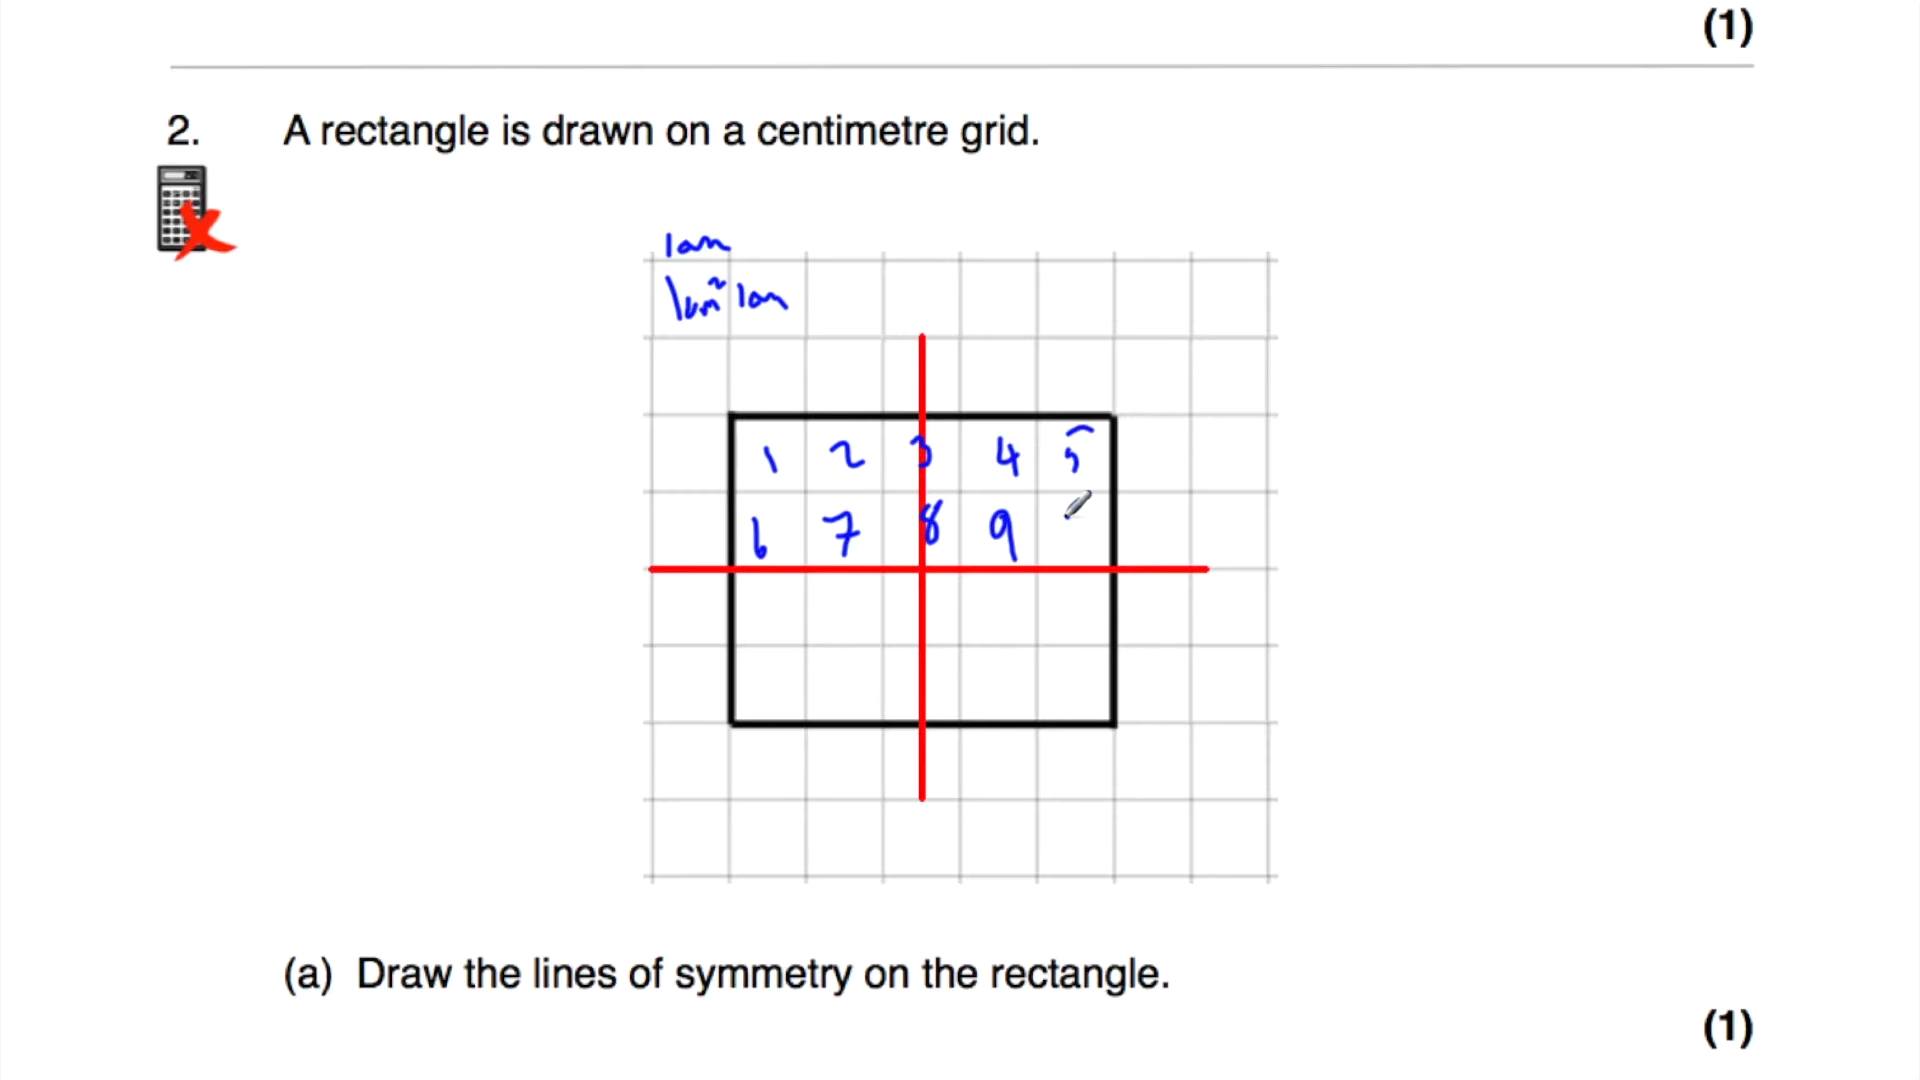 (1)
2. A rectangle is drawn on a centimetre grid.
1cm
1cm² 1cm
1 2 3 4 5
6 7 8 9
(a) Draw the lines of symmetry on the rectangle.
(1)